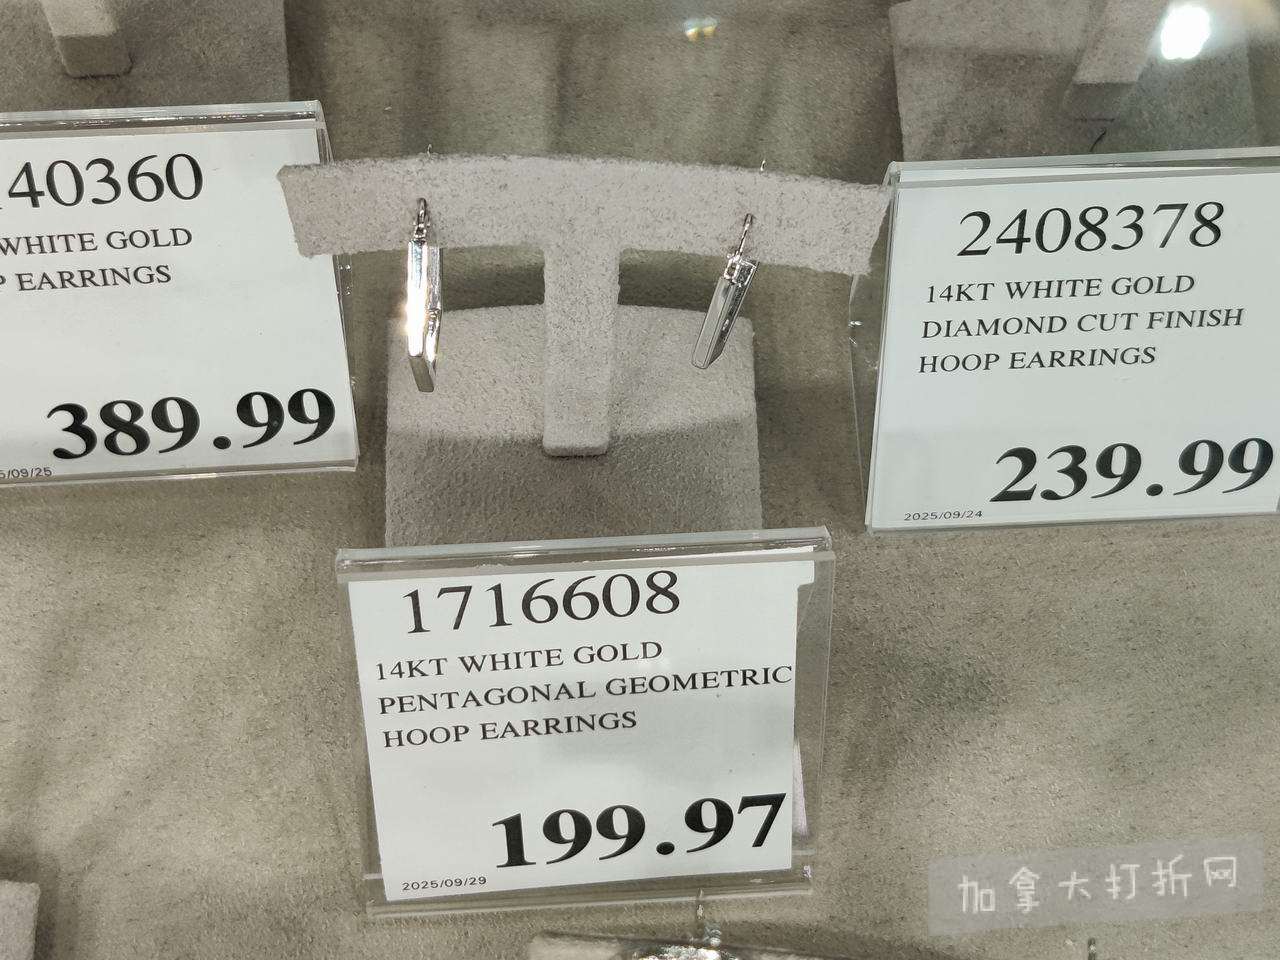 40360
WHITE GOLD
EARRINGS
389.99
/09/25
2408378
14KT WHITE GOLD
DIAMOND CUT FINISH
HOOP EARRINGS
239.99
2025/09/24
1716608
14KT WHITE GOLD
PENTAGONAL GEOMETRIC
HOOP EARRINGS
199.97
2025/09/29
加拿大打折网